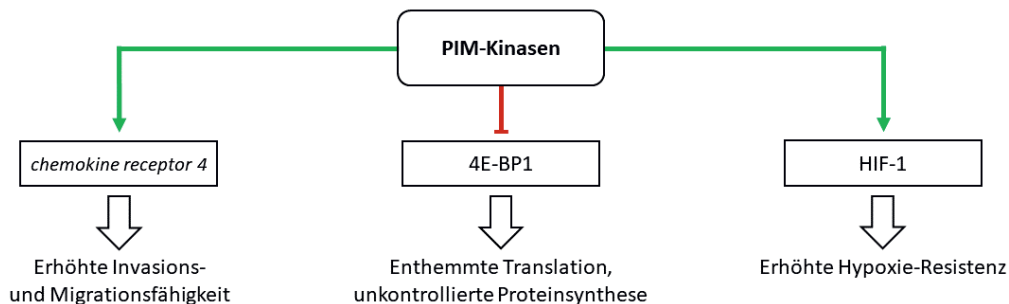 PIM-Kinasen
chemokine receptor 4
4E-BP1
HIF-1
Erhöhte Invasions-
und Migrationsfähigkeit
Enthemmte Translation,
unkontrollierte Proteinsynthese
Erhöhte Hypoxie-Resistenz